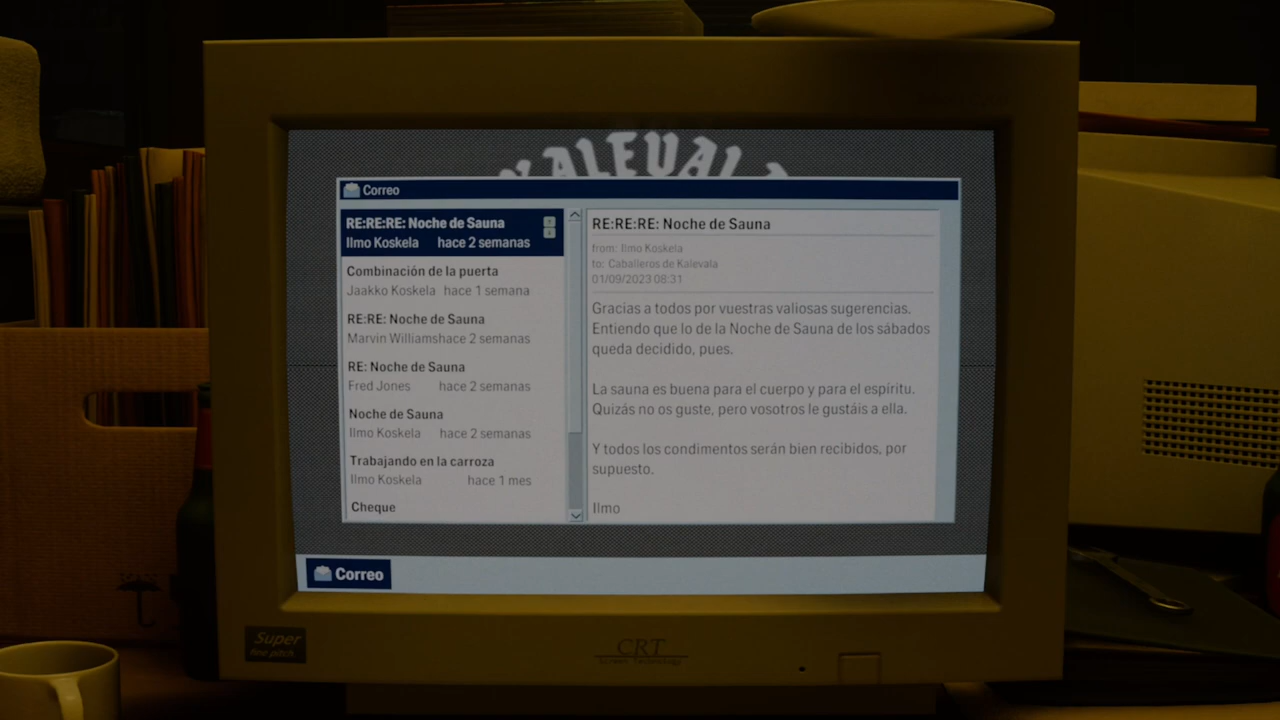 KALEVALA
Correo
RE:RE:RE: Noche de Sauna
Ilmo Koskela hace 2 semanas
Combinación de la puerta
Jaakko Koskela hace 1 semana
RE:RE: Noche de Sauna
Marvin Williamshace 2 semanas
RE: Noche de Sauna
Fred Jones hace 2 semanas
Noche de Sauna
Ilmo Koskela hace 2 semanas
Trabajando en la carroza
Ilmo Koskela hace 1 mes
Cheque
RE:RE:RE: Noche de Sauna
from: Ilmo Koskela
to: Caballeros de Kalevala
01/09/2023 08:31
Gracias a todos por vuestras valiosas sugerencias.
Entiendo que lo de la Noche de Sauna de los sábados
queda decidido, pues.
La sauna es buena para el cuerpo y para el espíritu.
Quizás no os guste, pero vosotros le gustáis a ella.
Y todos los condimentos serán bien recibidos, por
supuesto.
Ilmo
Correo
Super
fine pitch
CRT
Screen Technology